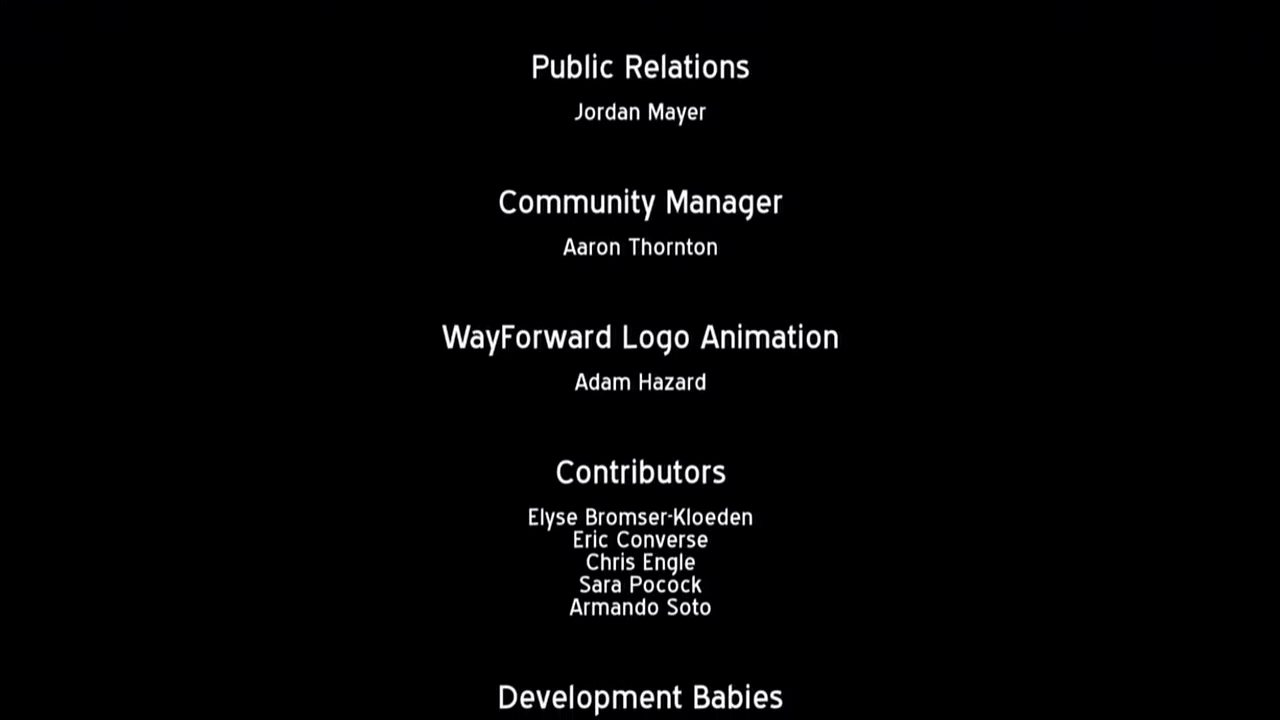 Public Relations
Jordan Mayer
Community Manager
Aaron Thornton
WayForward Logo Animation
Adam Hazard
Contributors
Elyse Bromser-Kloeden
Eric Converse
Chris Engle
Sara Pocock
Armando Soto
Development Babies